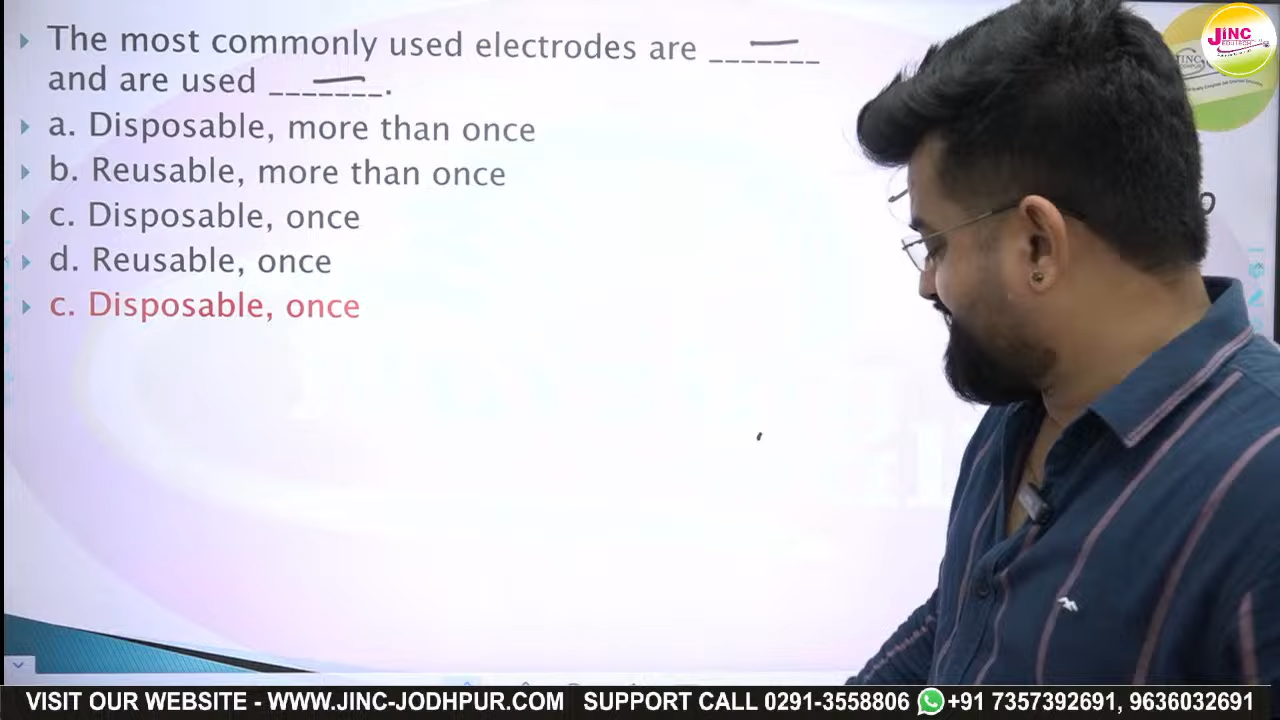 The most commonly used electrodes are _______
and are used _______.
a. Disposable, more than once
b. Reusable, more than once
c. Disposable, once
d. Reusable, once
c. Disposable, once
JINC
EDUTECH
VISIT OUR WEBSITE - WWW.JINC-JODHPUR.COM SUPPORT CALL 0291-3558806 +91 7357392691, 9636032691